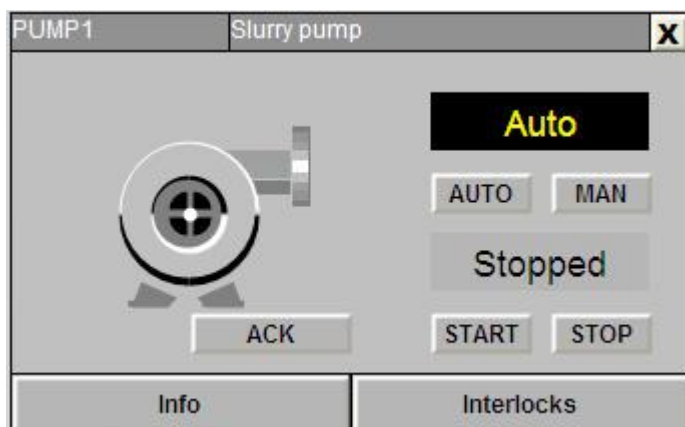 PUMP1 Slurry pump X
Auto
AUTO MAN
Stopped
ACK START STOP
Info Interlocks